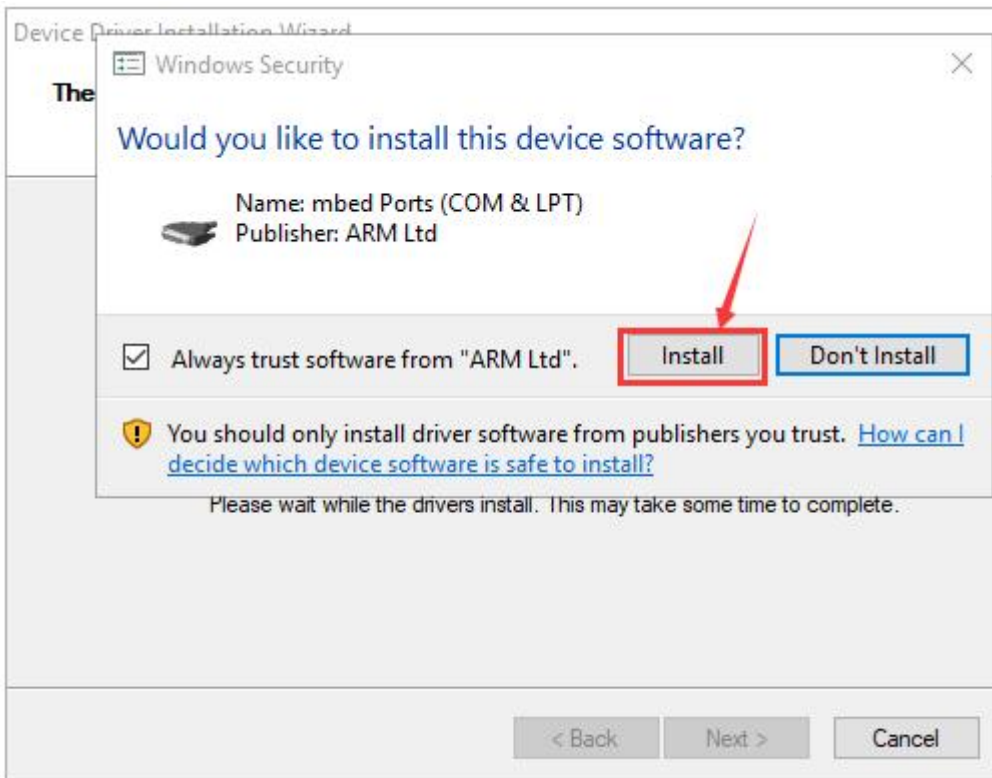 Device Driver Installation Wizard
The
Windows Security
Would you like to install this device software?
Name: mbed Ports (COM & LPT)
Publisher: ARM Ltd
Always trust software from "ARM Ltd".
Install
Don't Install
You should only install driver software from publishers you trust. How can I
decide which device software is safe to install?
Please wait while the drivers install. This may take some time to complete.
< Back
Next >
Cancel